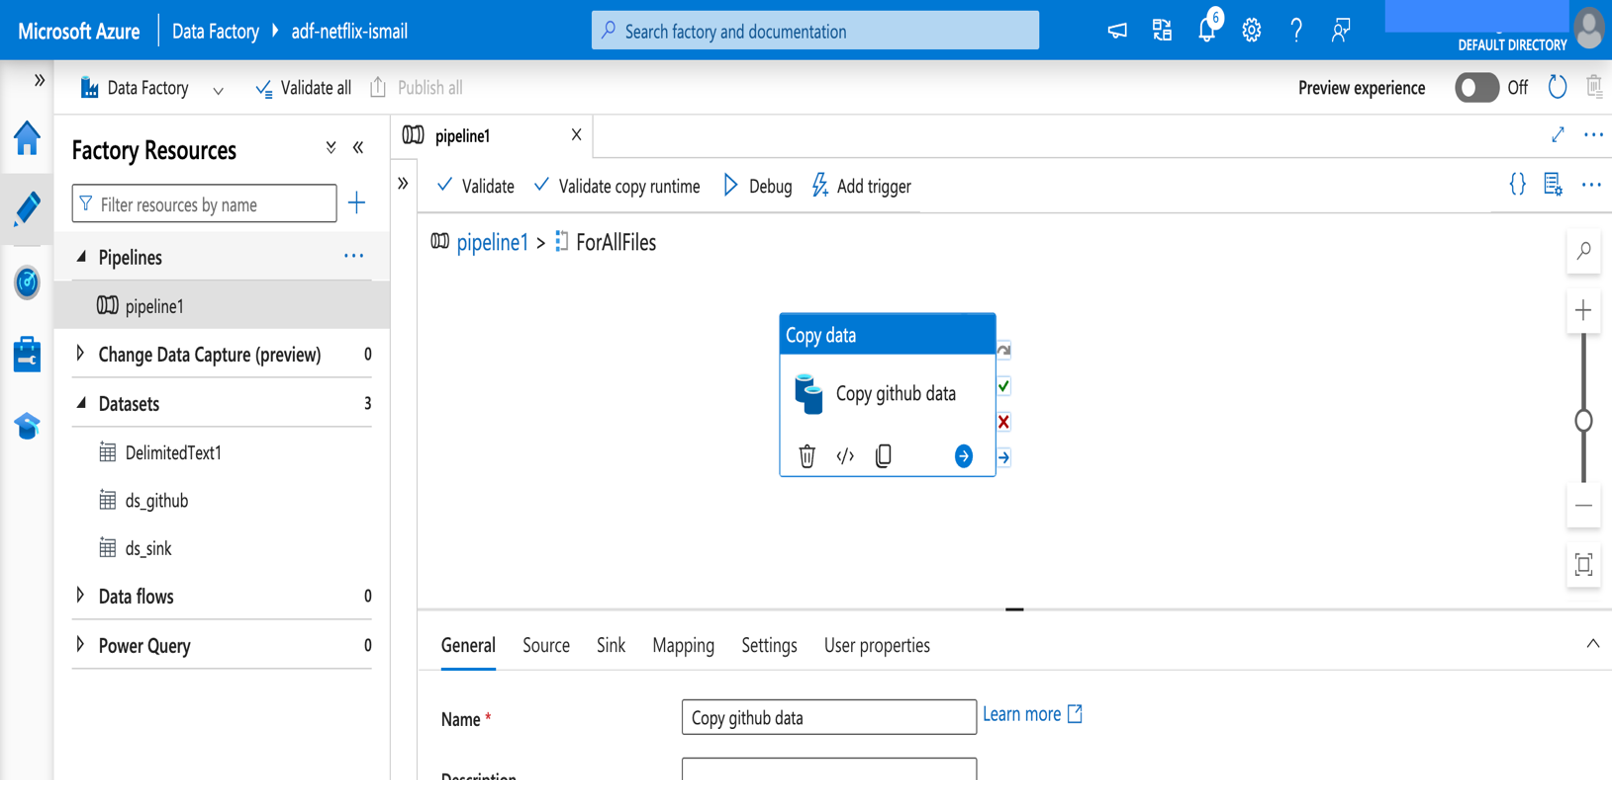 Microsoft Azure Data Factory adf-netflix-ismail Search factory and documentation 6
DEFAULT DIRECTORY
Data Factory Validate all Publish all Preview experience Off
Factory Resources
Filter resources by name
Pipelines
pipeline1
Change Data Capture (preview) 0
Datasets 3
DelimitedText1
ds_github
ds_sink
Data flows 0
Power Query 0
pipeline1 X
Validate Validate copy runtime Debug Add trigger {}
pipeline1 > ForAllFiles
Copy data
Copy github data
</>
General Source Sink Mapping Settings User properties
Name * Copy github data Learn more
Description